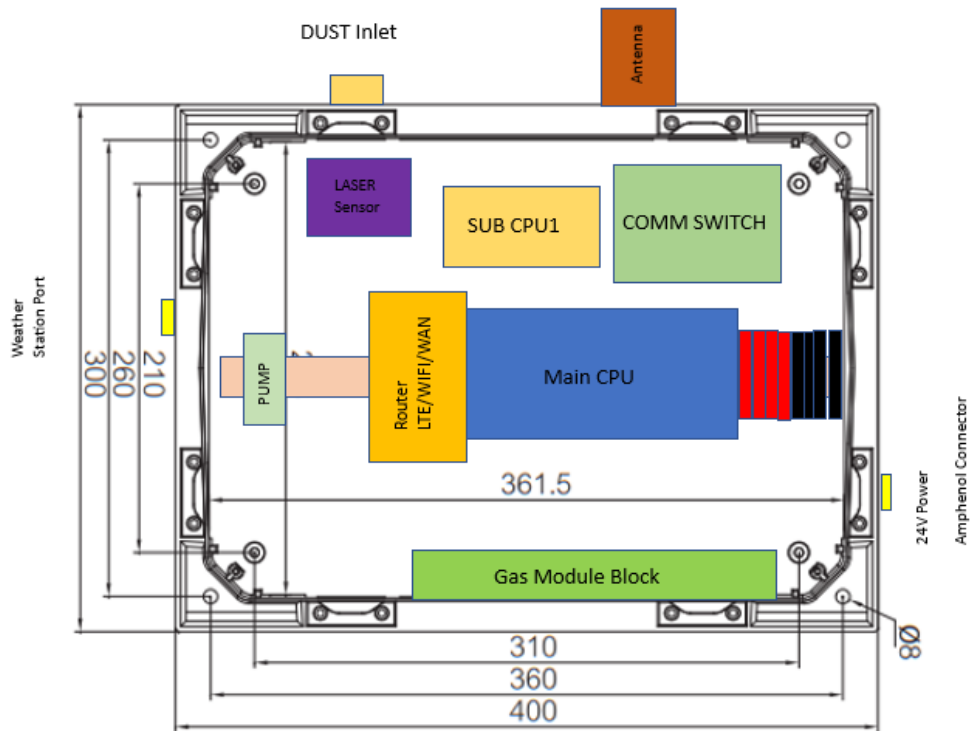 DUST Inlet
Antenna
LASER
Sensor
SUB CPU1
COMM SWITCH
Weather
Station Port
300
260
210
PUMP
Router
LTE/WIFI/WAN
Main CPU
361.5
24V Power
Amphenol Connector
Gas Module Block
Ø8
310
360
400